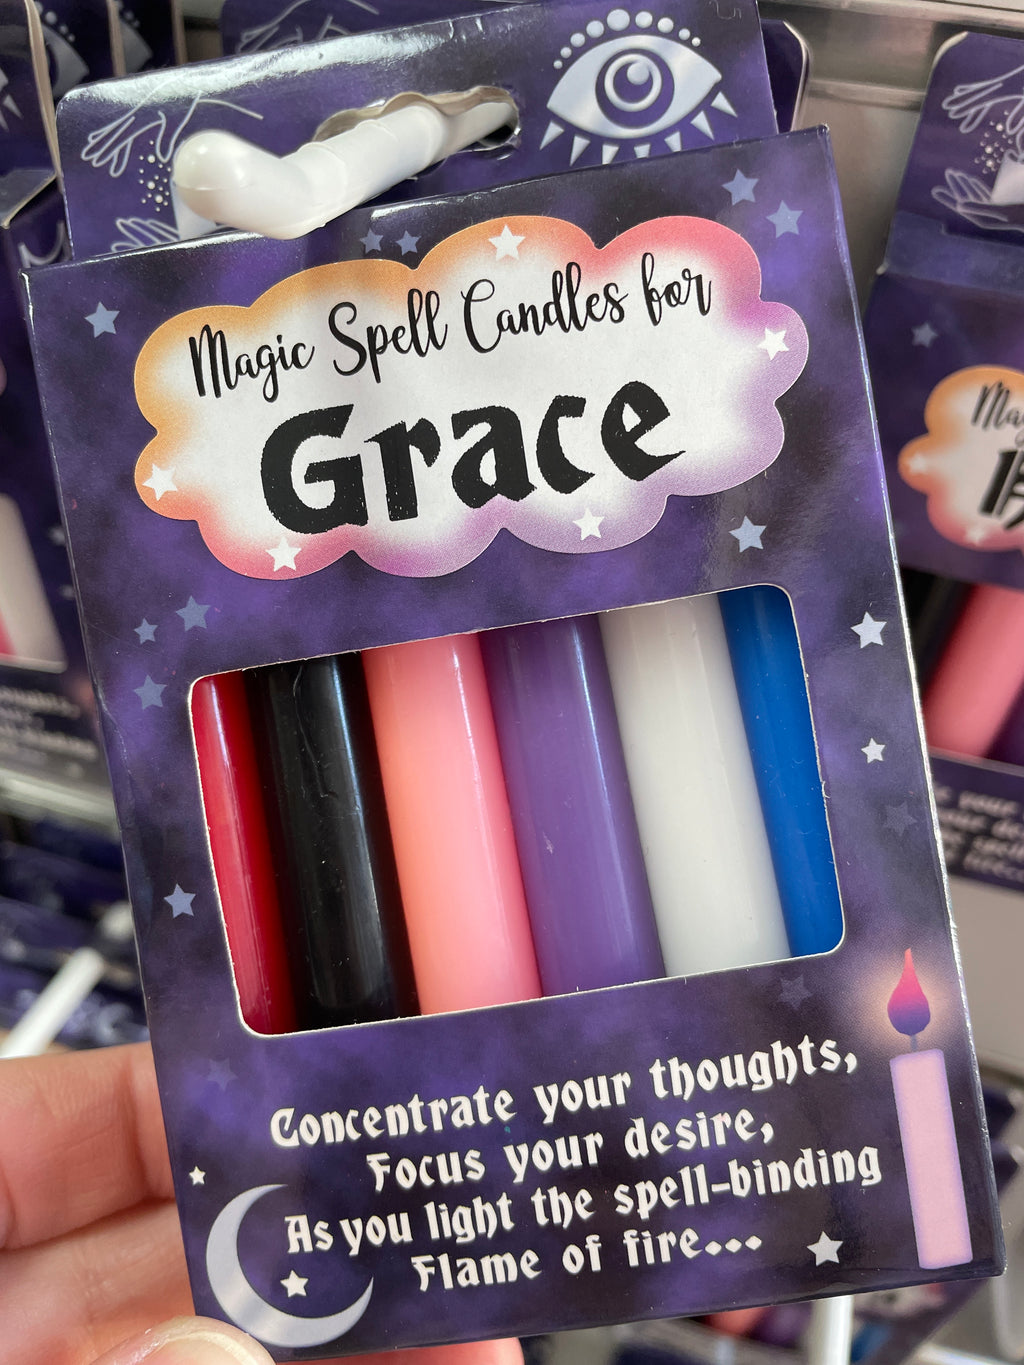 Magic Spell Candles for
Grace
Concentrate your thoughts,
Focus your desire,
As you light the spell-binding
Flame of fire...